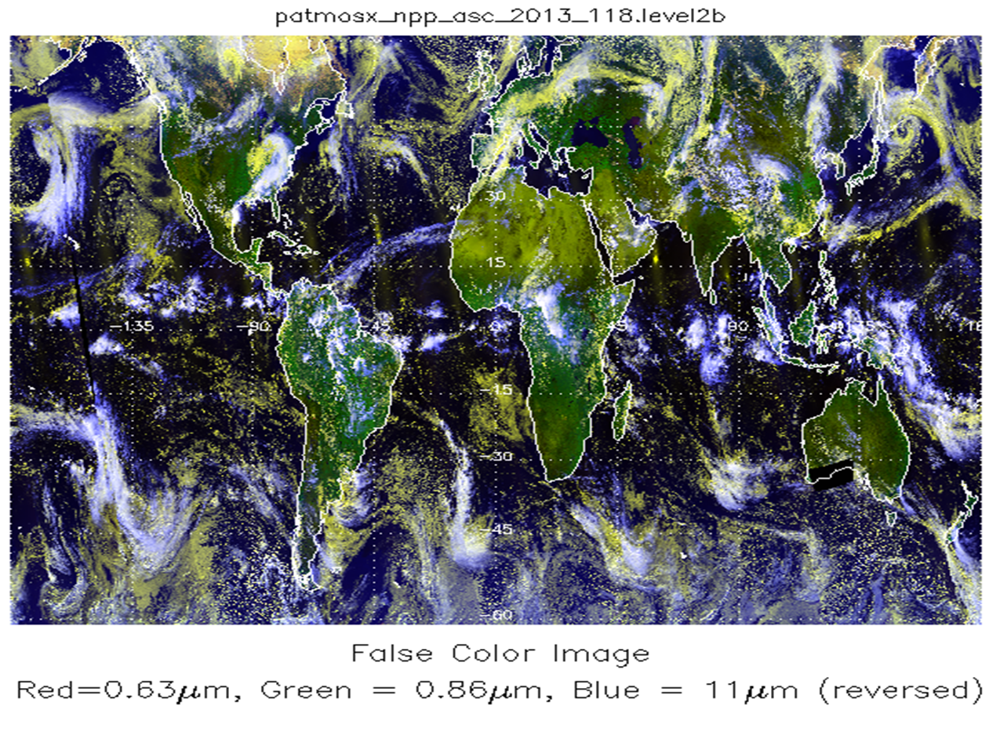 patmosx_npp_asc_2013_118.level2b
30
15
−135 −90 −45 0 45 90 135 18
−15
−30
−45
−60
False Color Image
Red=0.63μm, Green = 0.86μm, Blue = 11μm (reversed)